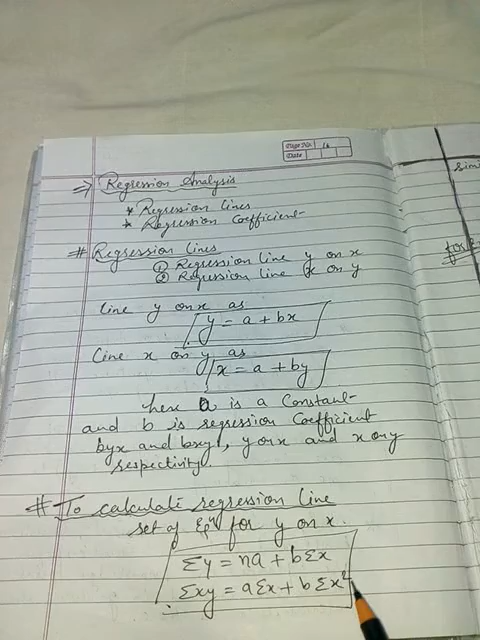 Page No. 16
Date
⇒ Regression Analysis
* Regression Lines
* Regression Coefficient
# Regression Lines
① Regression Line y on x
② Regression Line x on y
Line y on x as
y = a + bx
Line x on y as
x = a + by
here a is a Constant
and b is regression Coefficient
byx and bxy, y on x and x on y
respectivity.
# To calculate regression line
set of Eqn for y on x.
Σy = na + bΣx
Σxy = aΣx + bΣx²